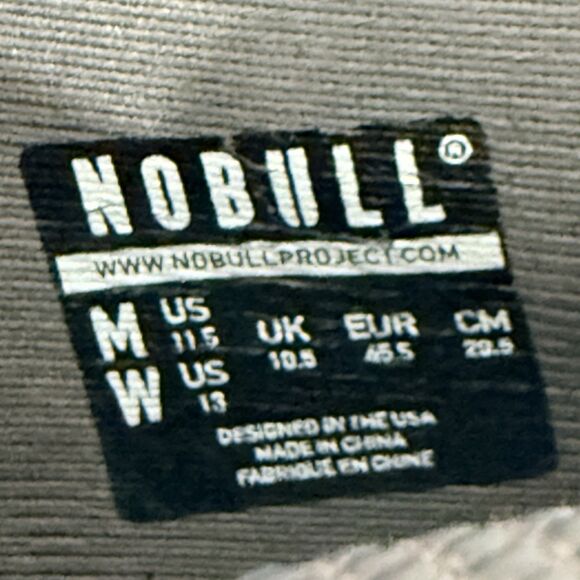 NOBULL®
WWW.NOBULLPROJECT.COM
M US 11.5 UK 10.5 EUR 45.5 CM 29.5
W US 13
DESIGNED IN THE USA
MADE IN CHINA
FABRIQUÉ EN CHINE